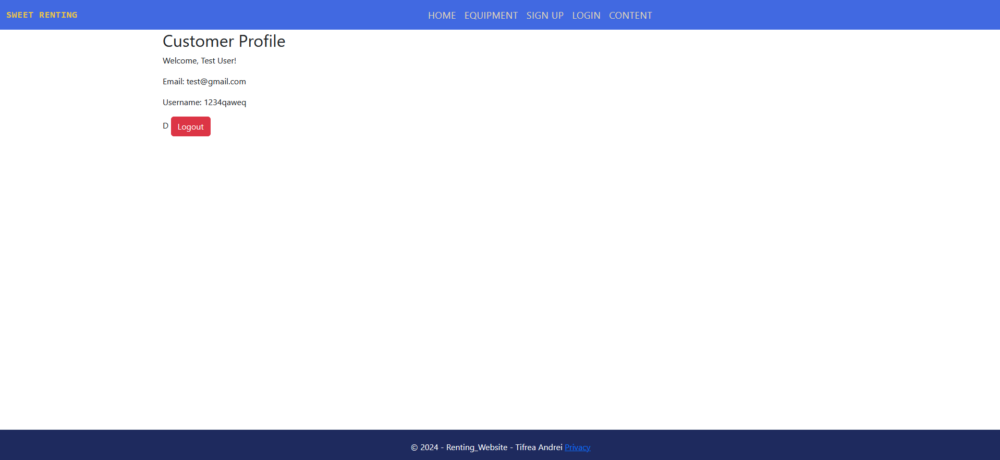 SWEET RENTING
HOME EQUIPMENT SIGN UP LOGIN CONTENT
Customer Profile
Welcome, Test User!
Email: test@gmail.com
Username: 1234qaweq
D Logout
© 2024 - Renting_Website - Tifrea Andrei Privacy